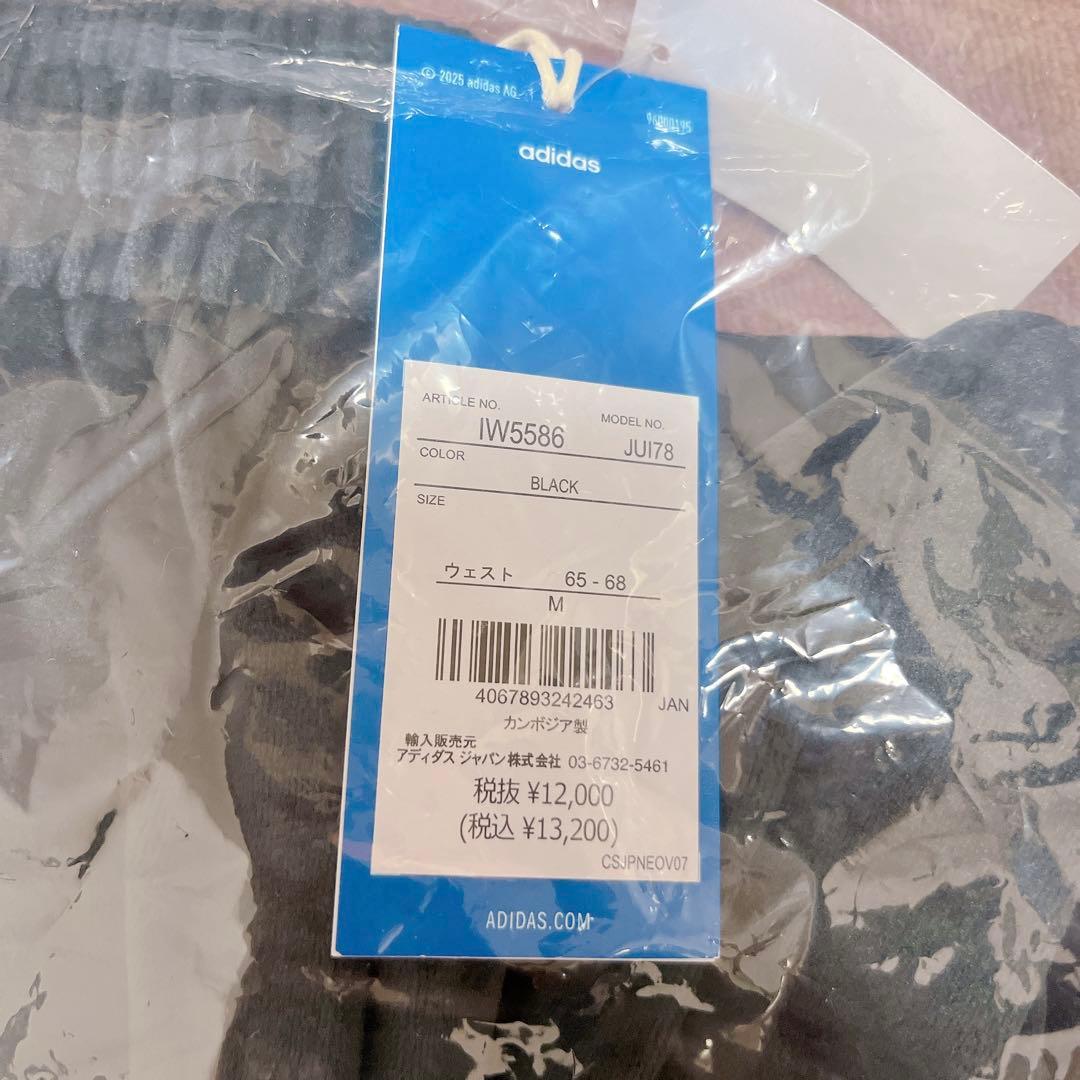 © 2025 adidas AG
96000195
adidas
ARTICLE NO.
MODEL NO.
IW5586
JUI78
COLOR
BLACK
SIZE
ウェスト 65 - 68
M
4067893242463 JAN
カンボジア製
輸入販売元
アディダス ジャパン株式会社 03-6732-5461
税抜 ¥12,000
(税込 ¥13,200)
CSJPNEOV07
ADIDAS.COM